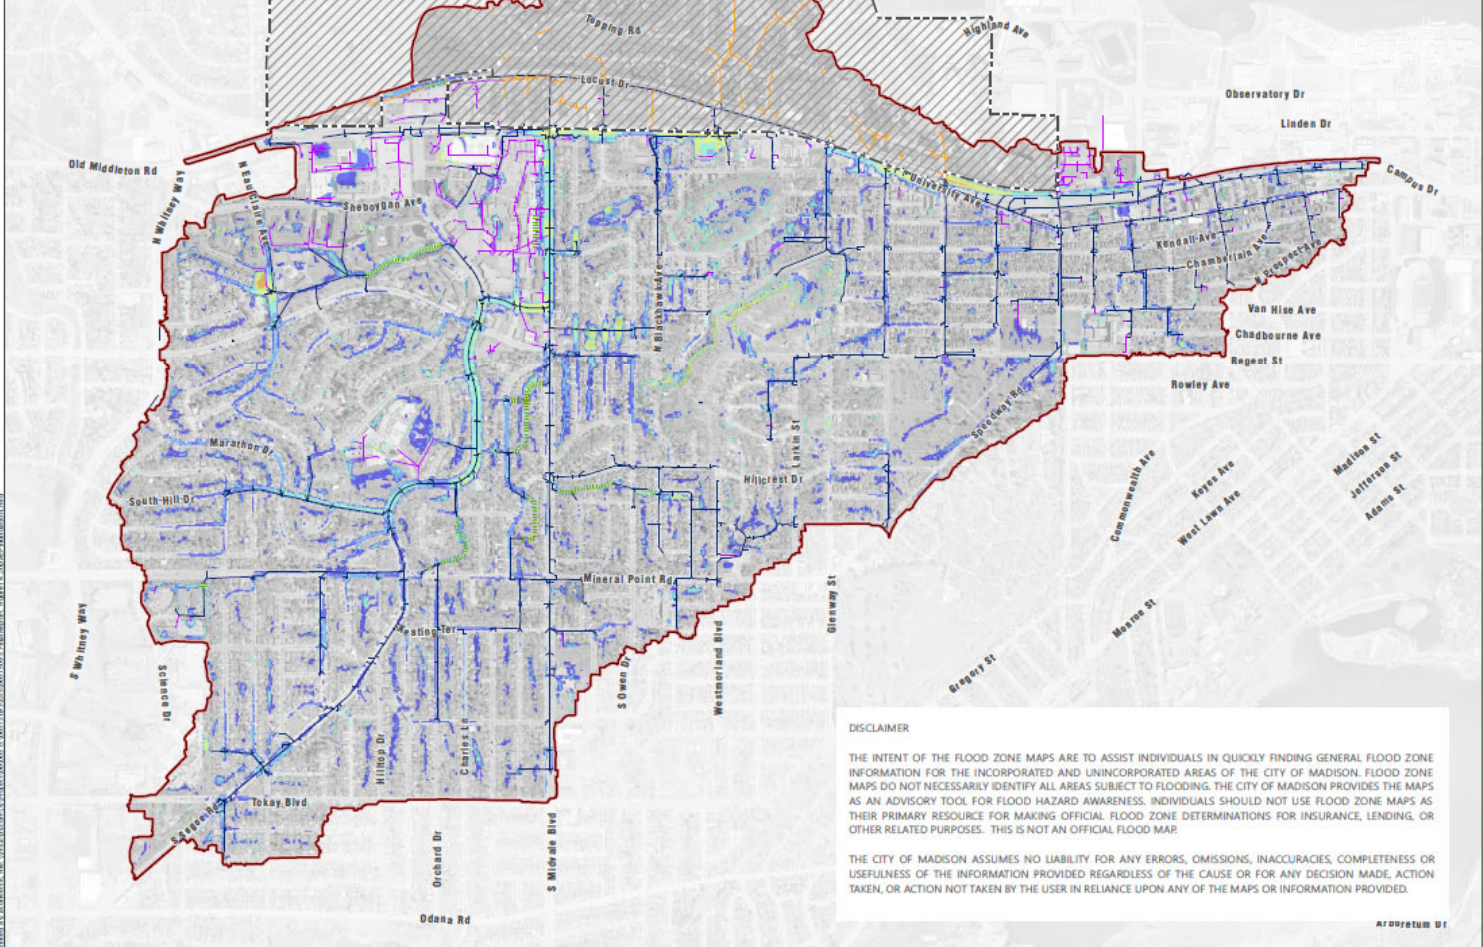 Topping Rd
Highland Ave
Locust Dr
Observatory Dr
Linden Dr
Old Middleton Rd
N Whitney Way
N Eau Claire Ave
Sheboygan Ave
University Ave
Campus Dr
Kendall Ave
Chamberlain Ave
N Prospect Ave
N Blackhawk Ave
Van Hise Ave
Chadbourne Ave
Regent St
Rowley Ave
Speedway Rd
Larkin St
Marathon Dr
South Hill Dr
Hillcrest Dr
Commonwealth Ave
Keyes Ave
West Lawn Ave
Madison St
Jefferson St
Adams St
Mineral Point Rd
Glenway St
Monroe St
S Whitney Way
Keating Ter
Science Dr
S Owen Dr
Westmorland Blvd
Gregory St
Hilltop Dr
Charles Ln
Tokay Blvd
S Segoe Rd
Orchard Dr
S Midvale Blvd
Odana Rd
DISCLAIMER
THE INTENT OF THE FLOOD ZONE MAPS ARE TO ASSIST INDIVIDUALS IN QUICKLY FINDING GENERAL FLOOD ZONE
INFORMATION FOR THE INCORPORATED AND UNINCORPORATED AREAS OF THE CITY OF MADISON. FLOOD ZONE
MAPS DO NOT NECESSARILY IDENTIFY ALL AREAS SUBJECT TO FLOODING. THE CITY OF MADISON PROVIDES THE MAPS
AS AN ADVISORY TOOL FOR FLOOD HAZARD AWARENESS. INDIVIDUALS SHOULD NOT USE FLOOD ZONE MAPS AS
THEIR PRIMARY RESOURCE FOR MAKING OFFICIAL FLOOD ZONE DETERMINATIONS FOR INSURANCE, LENDING, OR
OTHER RELATED PURPOSES. THIS IS NOT AN OFFICIAL FLOOD MAP.
THE CITY OF MADISON ASSUMES NO LIABILITY FOR ANY ERRORS, OMISSIONS, INACCURACIES, COMPLETENESS OR
USEFULNESS OF THE INFORMATION PROVIDED REGARDLESS OF THE CAUSE OR FOR ANY DECISION MADE, ACTION
TAKEN, OR ACTION NOT TAKEN BY THE USER IN RELIANCE UPON ANY OF THE MAPS OR INFORMATION PROVIDED.
Arboretum Dr